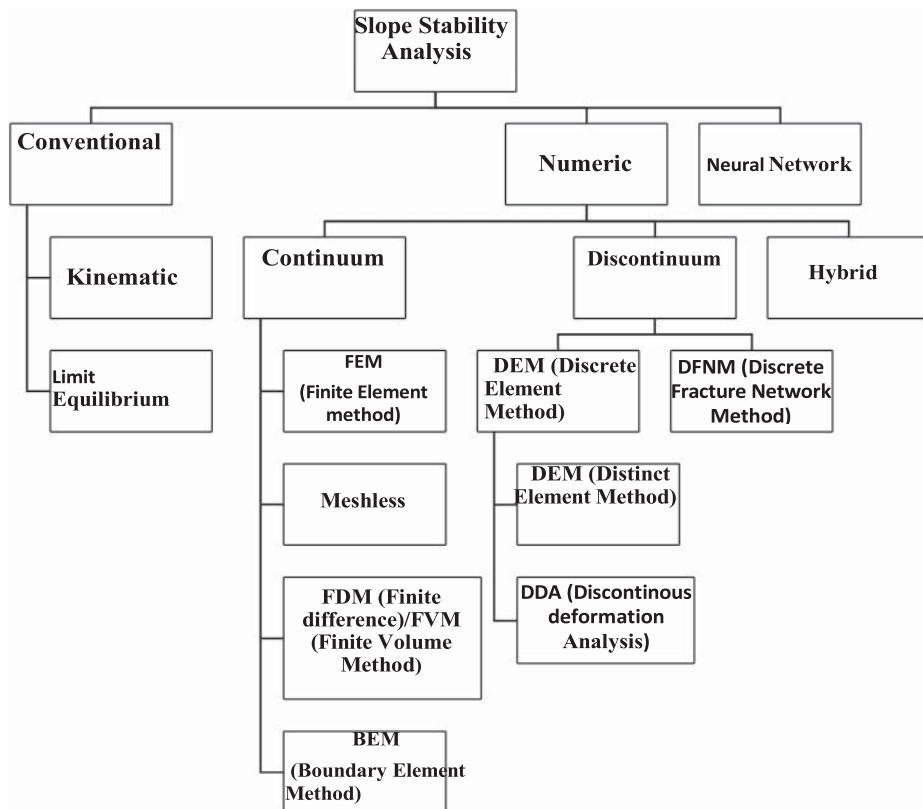 Slope Stability
Analysis
Conventional
Numeric
Neural Network
Kinematic
Limit
Equilibrium
Continuum
Discontinuum
Hybrid
FEM
(Finite Element
method)
Meshless
FDM (Finite
difference)/FVM
(Finite Volume
Method)
BEM
(Boundary Element
Method)
DEM (Discrete
Element
Method)
DFNM (Discrete
Fracture Network
Method)
DEM (Distinct
Element Method)
DDA (Discontinous
deformation
Analysis)